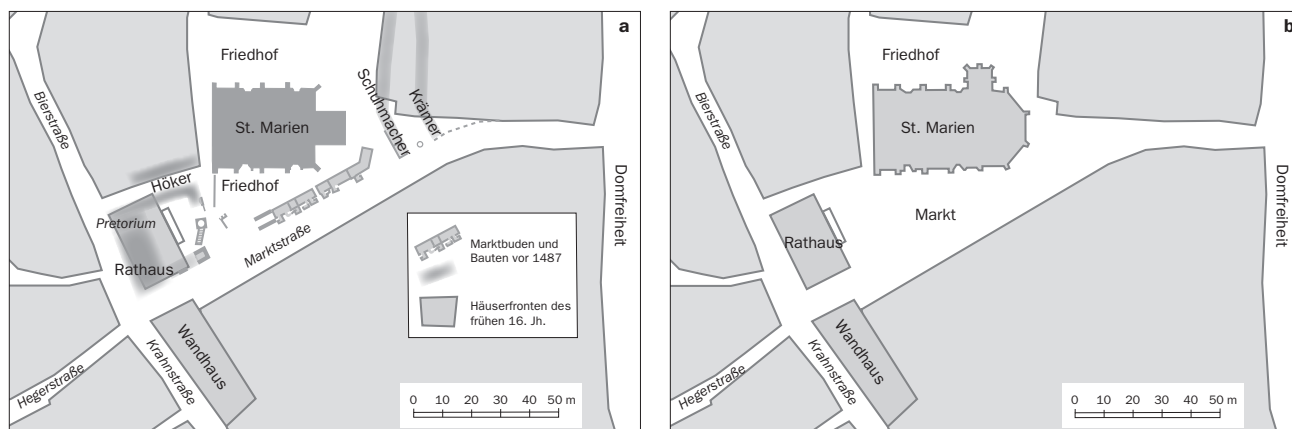 a
Friedhof
Bierstraße
Schuhmacher
Krämer
St. Marien
Höker
Friedhof
Pretorium
Domfreiheit
Marktstraße
Rathaus
Marktbuden und
Bauten vor 1487
Häuserfronten des
frühen 16. Jh.
Wandhaus
Krahnstraße
Hegerstraße
0 10 20 30 40 50 m
b
Friedhof
Bierstraße
St. Marien
Domfreiheit
Markt
Rathaus
Wandhaus
Krahnstraße
Hegerstraße
0 10 20 30 40 50 m